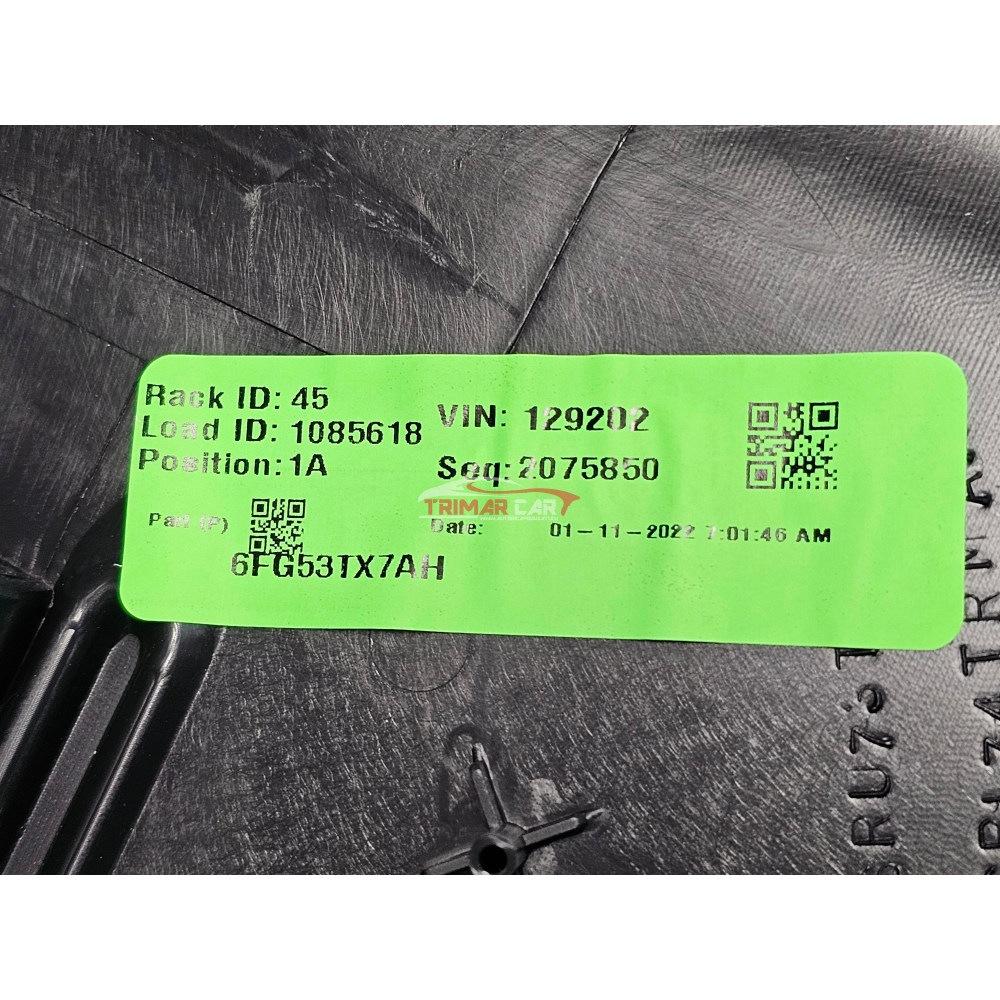 Rack ID: 45
Load ID: 1085618
Position: 1A
VIN: 129202
Seq: 2075850
Part (P)
6FG53TX7AH
Date: 01-11-2022 7:01:46 AM
TRIMAR CAR